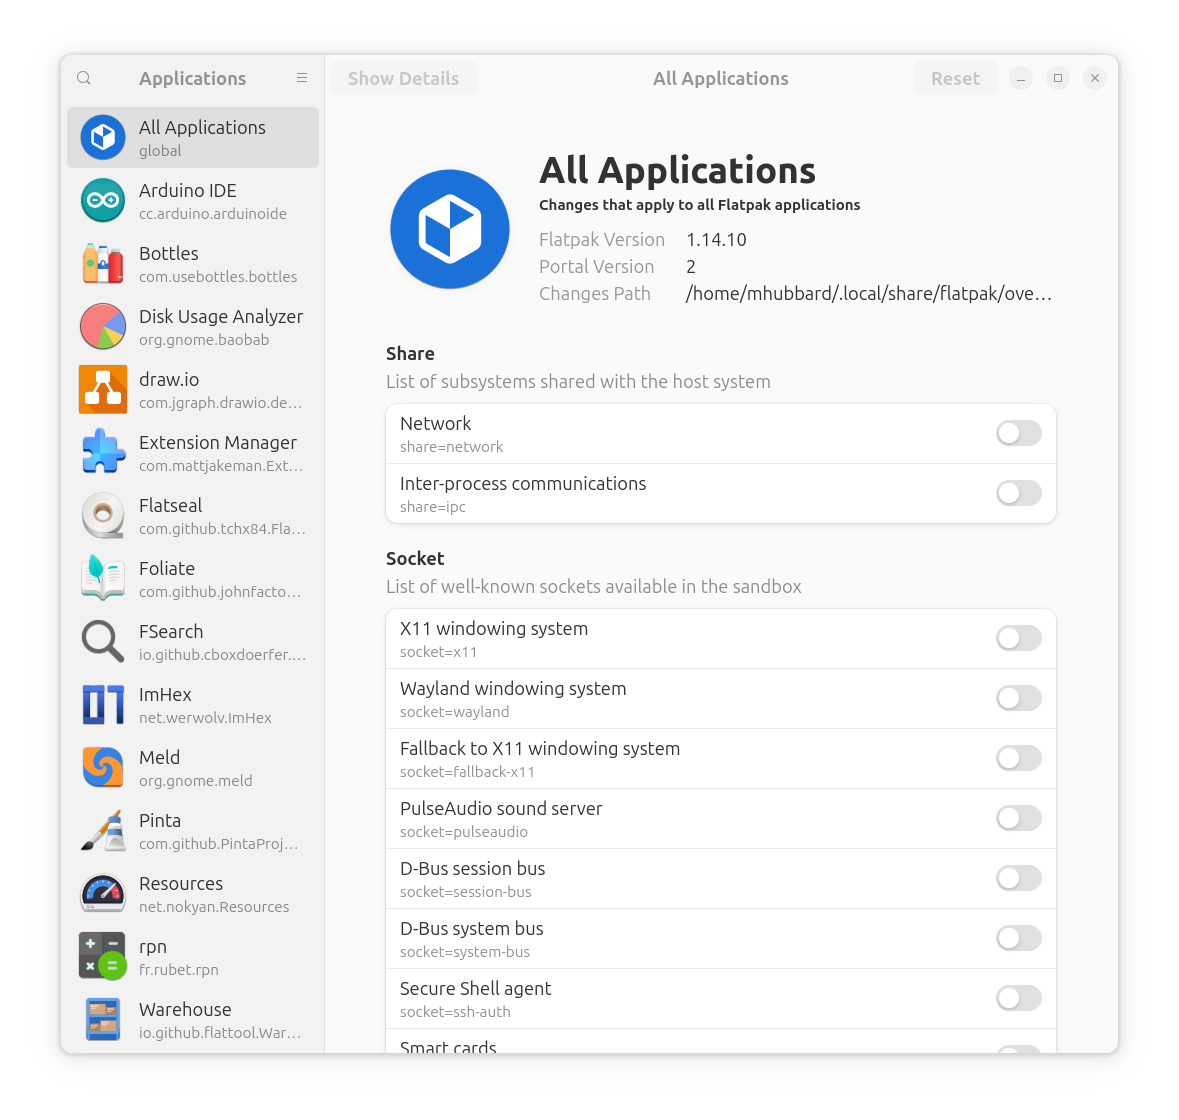 Applications
All Applications
global
Arduino IDE
cc.arduino.arduinoide
Bottles
com.usebottles.bottles
Disk Usage Analyzer
org.gnome.baobab
draw.io
com.jgraph.drawio.de…
Extension Manager
com.mattjakeman.Ext…
Flatseal
com.github.tchx84.Fla…
Foliate
com.github.johnfacto…
FSearch
io.github.cboxdoerfer.…
ImHex
net.werwolv.ImHex
Meld
org.gnome.meld
Pinta
com.github.PintaProj…
Resources
net.nokyan.Resources
rpn
fr.rubet.rpn
Warehouse
io.github.flattool.War…
Show Details
All Applications
Reset
All Applications
Changes that apply to all Flatpak applications
Flatpak Version 1.14.10
Portal Version 2
Changes Path /home/mhubbard/.local/share/flatpak/ove…
Share
List of subsystems shared with the host system
Network
share=network
Inter-process communications
share=ipc
Socket
List of well-known sockets available in the sandbox
X11 windowing system
socket=x11
Wayland windowing system
socket=wayland
Fallback to X11 windowing system
socket=fallback-x11
PulseAudio sound server
socket=pulseaudio
D-Bus session bus
socket=session-bus
D-Bus system bus
socket=system-bus
Secure Shell agent
socket=ssh-auth
Smart cards